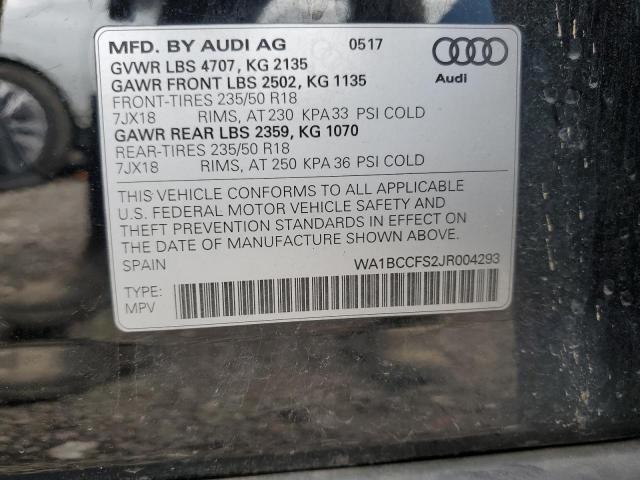 MFD. BY AUDI AG 0517
GVWR LBS 4707, KG 2135
GAWR FRONT LBS 2502, KG 1135
FRONT-TIRES 235/50 R18
7JX18 RIMS, AT 230 KPA 33 PSI COLD
GAWR REAR LBS 2359, KG 1070
REAR-TIRES 235/50 R18
7JX18 RIMS, AT 250 KPA 36 PSI COLD
Audi
THIS VEHICLE CONFORMS TO ALL APPLICABLE
U.S. FEDERAL MOTOR VEHICLE SAFETY AND
THEFT PREVENTION STANDARDS IN EFFECT ON
THE DATE OF MANUFACTURE SHOWN ABOVE.
SPAIN WA1BCCFS2JR004293
TYPE:
MPV